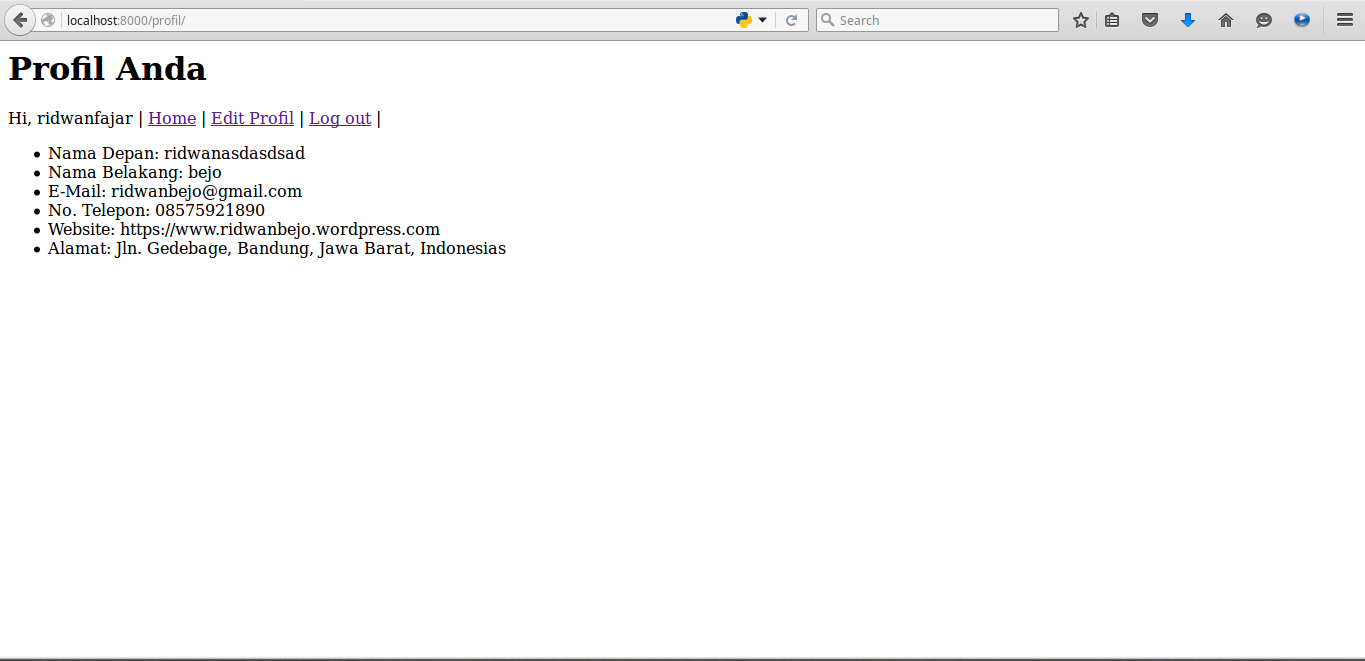 localhost:8000/profil/
Search
Profil Anda
Hi, ridwanfajar | Home | Edit Profil | Log out |
Nama Depan: ridwanasdasdsad
Nama Belakang: bejo
E-Mail: ridwanbejo@gmail.com
No. Telepon: 08575921890
Website: https://www.ridwanbejo.wordpress.com
Alamat: Jln. Gedebage, Bandung, Jawa Barat, Indonesias